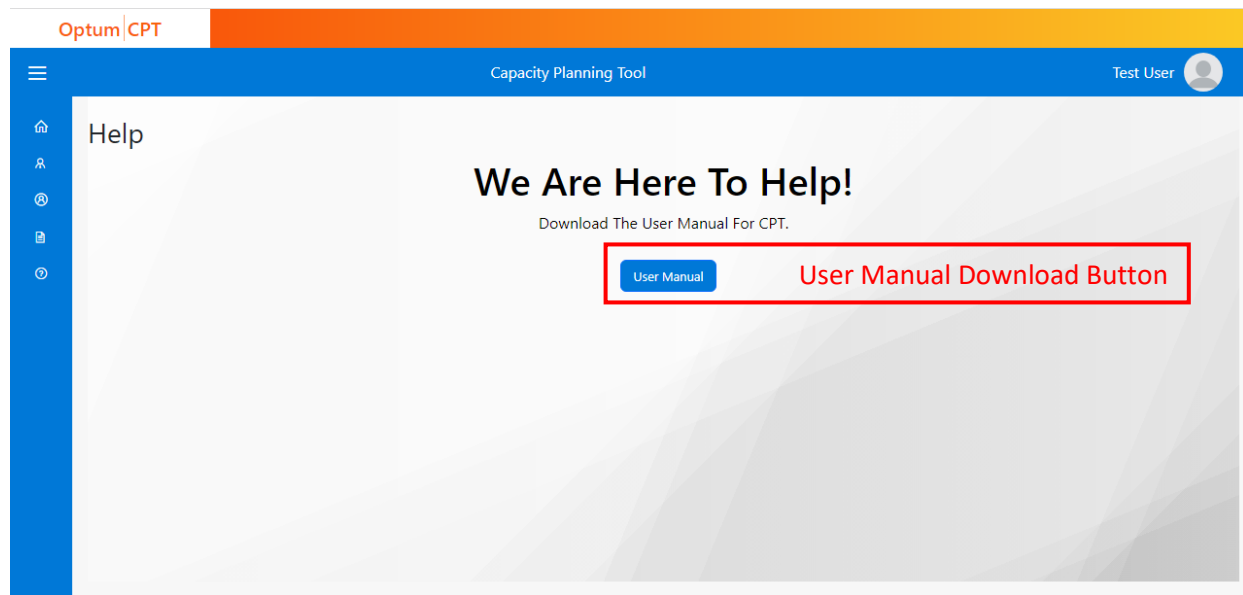 Optum CPT
Capacity Planning Tool
Test User
Help
We Are Here To Help!
Download The User Manual For CPT.
User Manual
User Manual Download Button